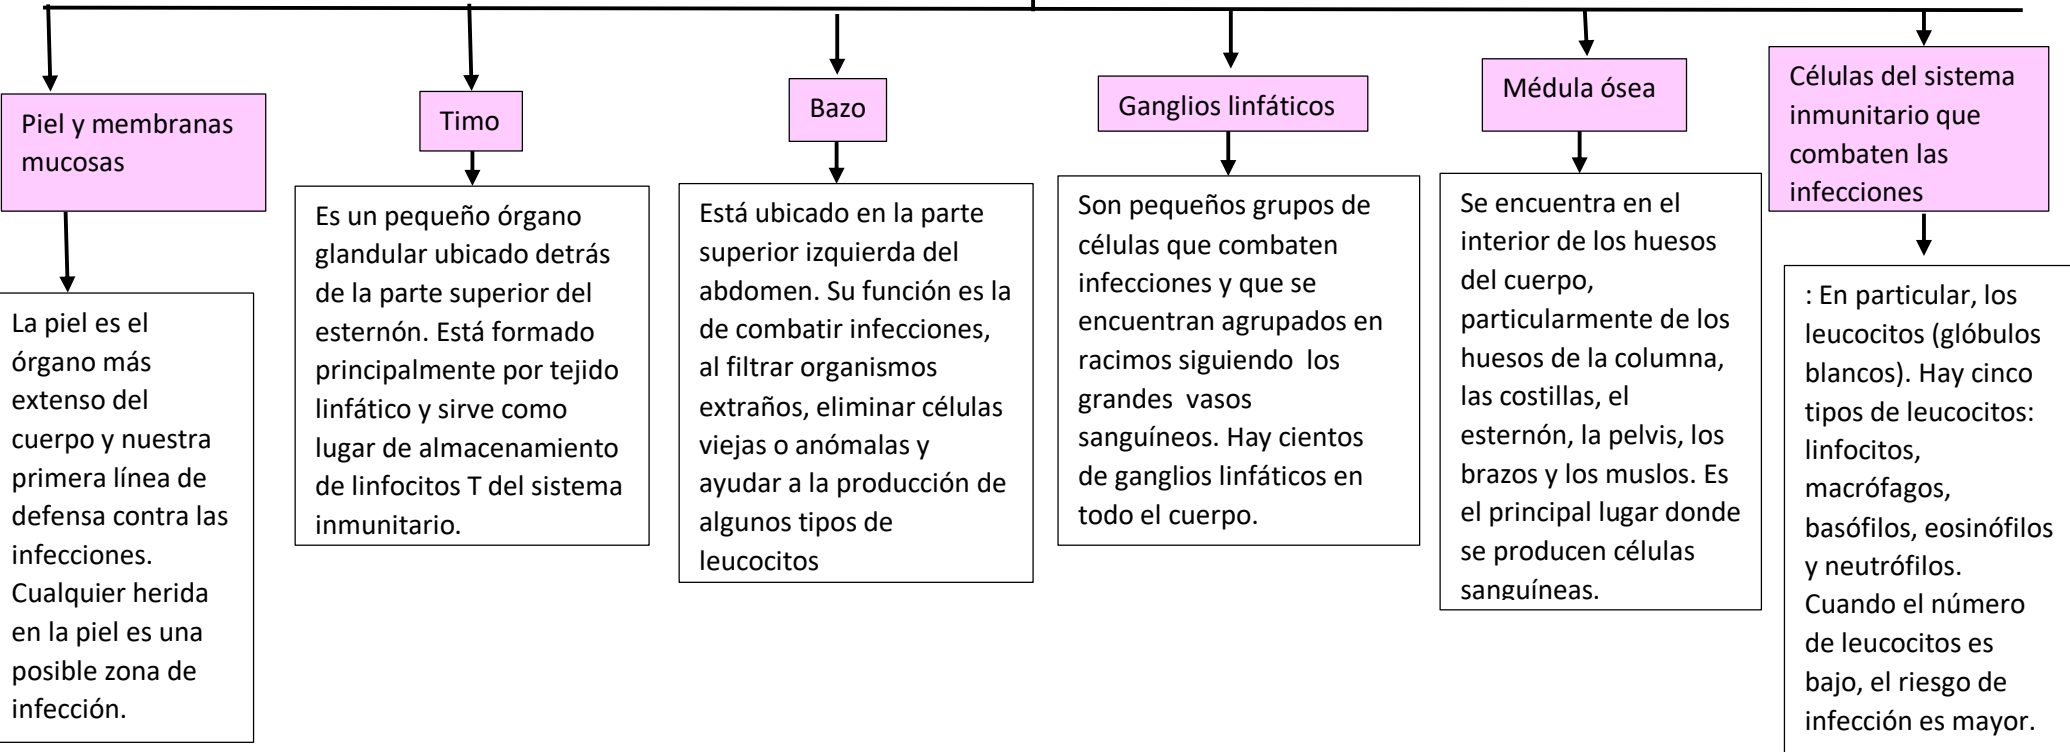 Piel y membranas
mucosas
La piel es el
órgano más
extenso del
cuerpo y nuestra
primera línea de
defensa contra las
infecciones.
Cualquier herida
en la piel es una
posible zona de
infección.
Timo
Es un pequeño órgano
glandular ubicado detrás
de la parte superior del
esternón. Está formado
principalmente por tejido
linfático y sirve como
lugar de almacenamiento
de linfocitos T del sistema
inmunitario.
Bazo
Está ubicado en la parte
superior izquierda del
abdomen. Su función es la
de combatir infecciones,
al filtrar organismos
extraños, eliminar células
viejas o anómalas y
ayudar a la producción de
algunos tipos de
leucocitos
Ganglios linfáticos
Son pequeños grupos de
células que combaten
infecciones y que se
encuentran agrupados en
racimos siguiendo  los
grandes  vasos
sanguíneos. Hay cientos
de ganglios linfáticos en
todo el cuerpo.
Médula ósea
Se encuentra en el
interior de los huesos
del cuerpo,
particularmente de los
huesos de la columna,
las costillas, el
esternón, la pelvis, los
brazos y los muslos. Es
el principal lugar donde
se producen células
sanguíneas.
Células del sistema
inmunitario que
combaten las
infecciones
: En particular, los
leucocitos (glóbulos
blancos). Hay cinco
tipos de leucocitos:
linfocitos,
macrófagos,
basófilos, eosinófilos
y neutrófilos.
Cuando el número
de leucocitos es
bajo, el riesgo de
infección es mayor.